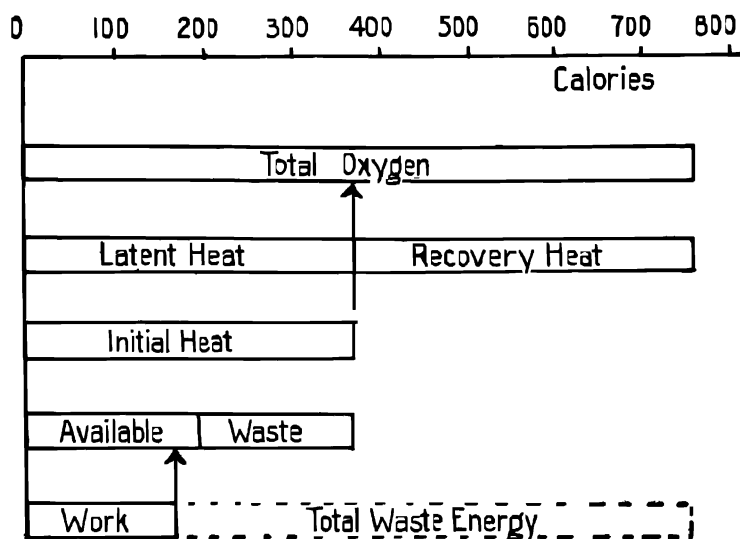 0 100 200 300 400 500 600 700 800
Calories
Total Oxygen
Latent Heat Recovery Heat
Initial Heat
Available Waste
Work Total Waste Energy